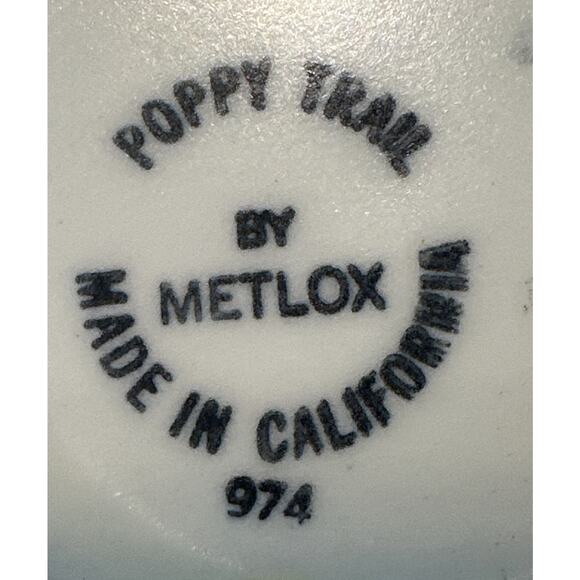 POPPY TRAIL
BY
METLOX
MADE IN CALIFORNIA
974